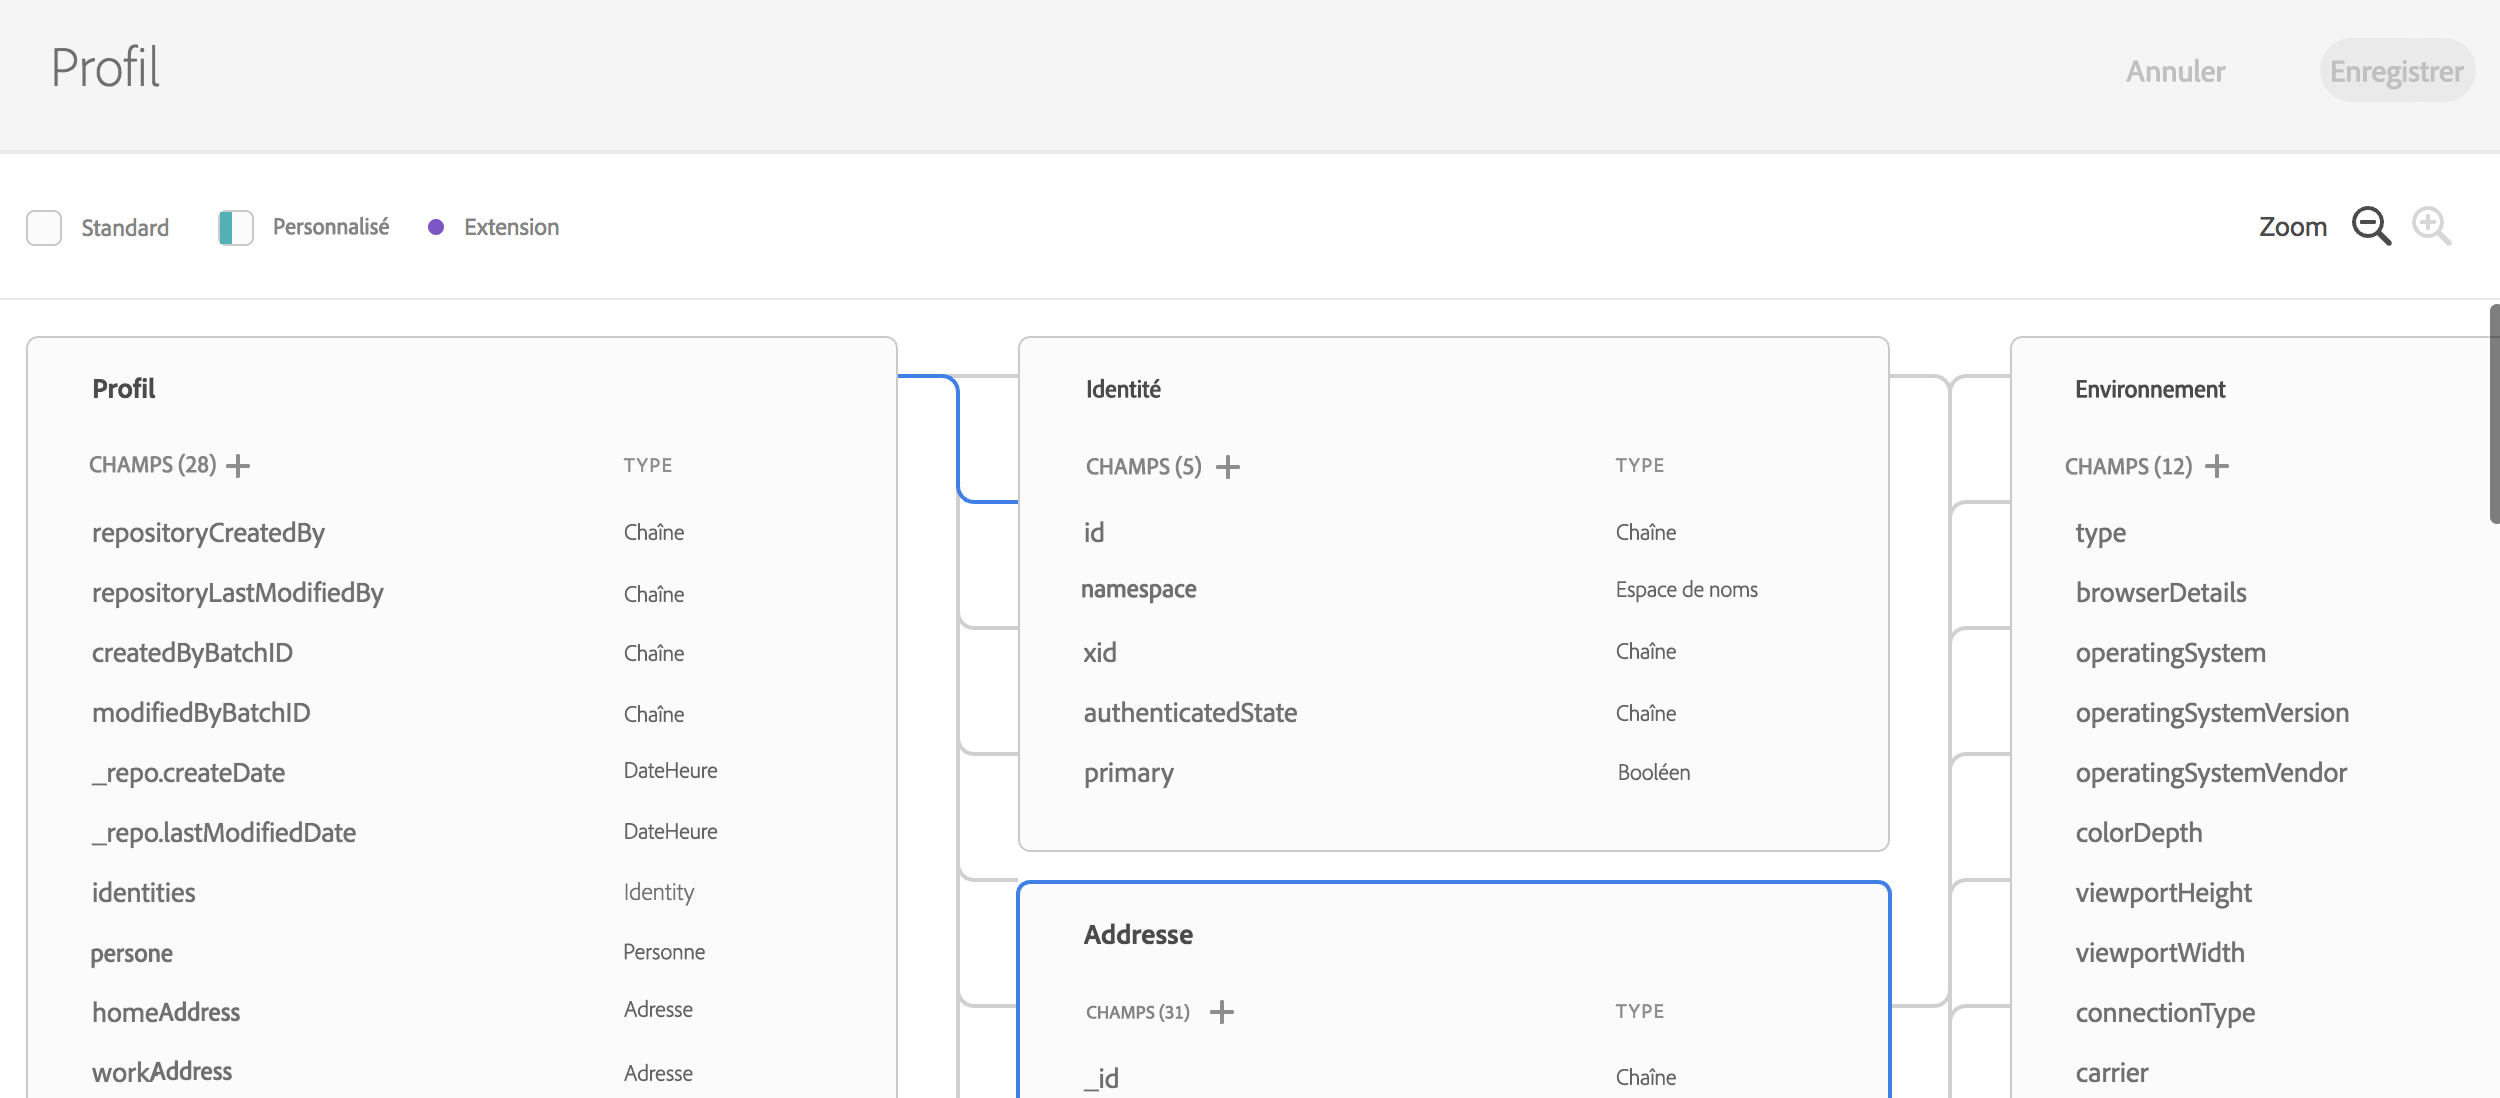 Profil
Annuler
Enregistrer
Standard
Personnalisé
Extension
Zoom
Profil
CHAMPS (28)
TYPE
repositoryCreatedBy
Chaîne
repositoryLastModifiedBy
Chaîne
createdByBatchID
Chaîne
modifiedByBatchID
Chaîne
_repo.createDate
DateHeure
_repo.lastModifiedDate
DateHeure
identities
Identity
persone
Personne
homeAddress
Adresse
workAddress
Adresse
Identité
CHAMPS (5)
TYPE
id
Chaîne
namespace
Espace de noms
xid
Chaîne
authenticatedState
Chaîne
primary
Booléen
Addresse
CHAMPS (31)
TYPE
_id
Chaîne
Environnement
CHAMPS (12)
type
browserDetails
operatingSystem
operatingSystemVersion
operatingSystemVendor
colorDepth
viewportHeight
viewportWidth
connectionType
carrier